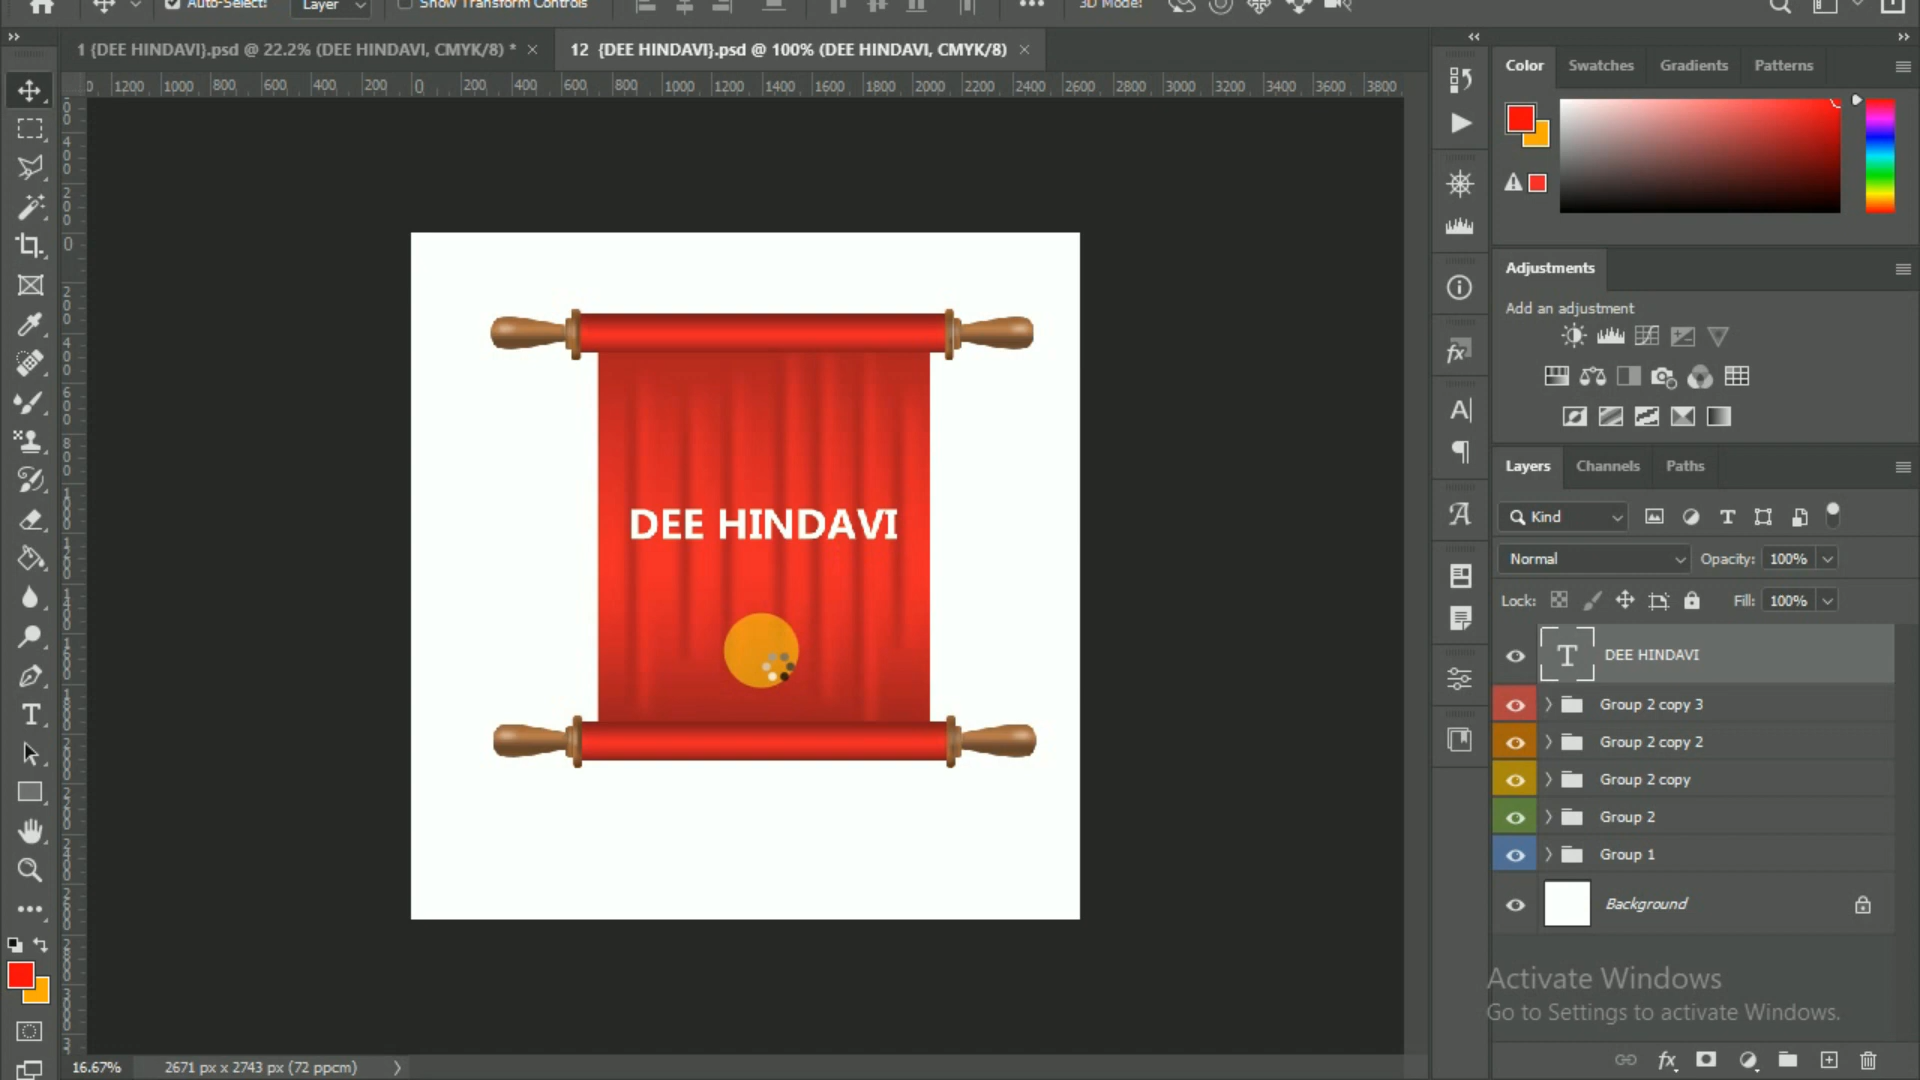 Auto-Select: Layer Show Transform Controls 3D Mode:
1 {DEE HINDAVI}.psd @ 22.2% (DEE HINDAVI, CMYK/8) *
12 {DEE HINDAVI}.psd @ 100% (DEE HINDAVI, CMYK/8)
1200 1000 800 600 400 200 0 200 400 600 800 1000 1200 1400 1600 1800 2000 2200 2400 2600 2800 3000 3200 3400 3600 3800
DEE HINDAVI
Color Swatches Gradients Patterns
Adjustments
Add an adjustment
Layers Channels Paths
Kind
Normal Opacity: 100%
Lock: Fill: 100%
DEE HINDAVI
Group 2 copy 3
Group 2 copy 2
Group 2 copy
Group 2
Group 1
Background
Activate Windows
Go to Settings to activate Windows.
16.67% 2671 px x 2743 px (72 ppcm)